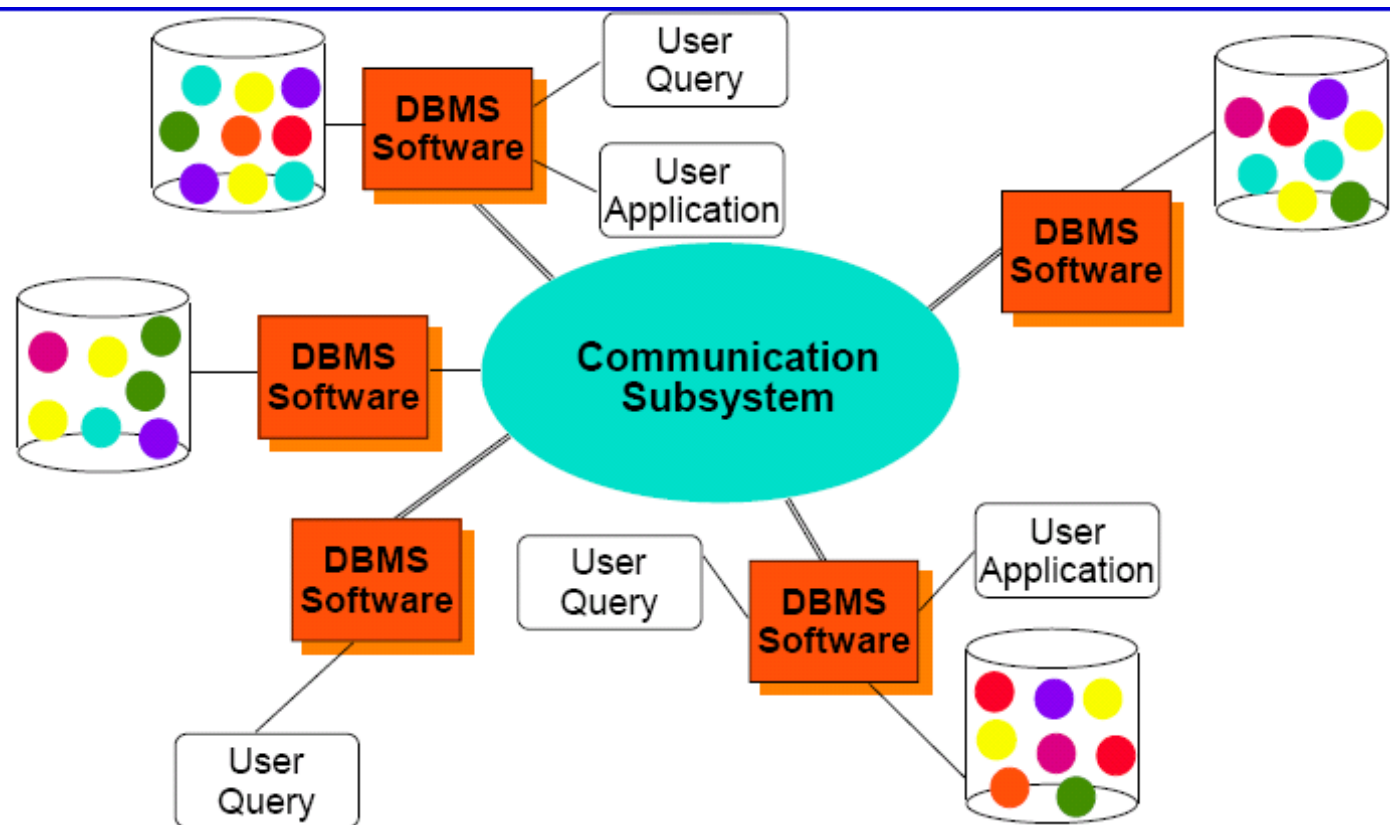 User
Query
DBMS
Software
User
Application
DBMS
Software
DBMS
Software
Communication
Subsystem
DBMS
Software
User
Query
User
Query
DBMS
Software
User
Application